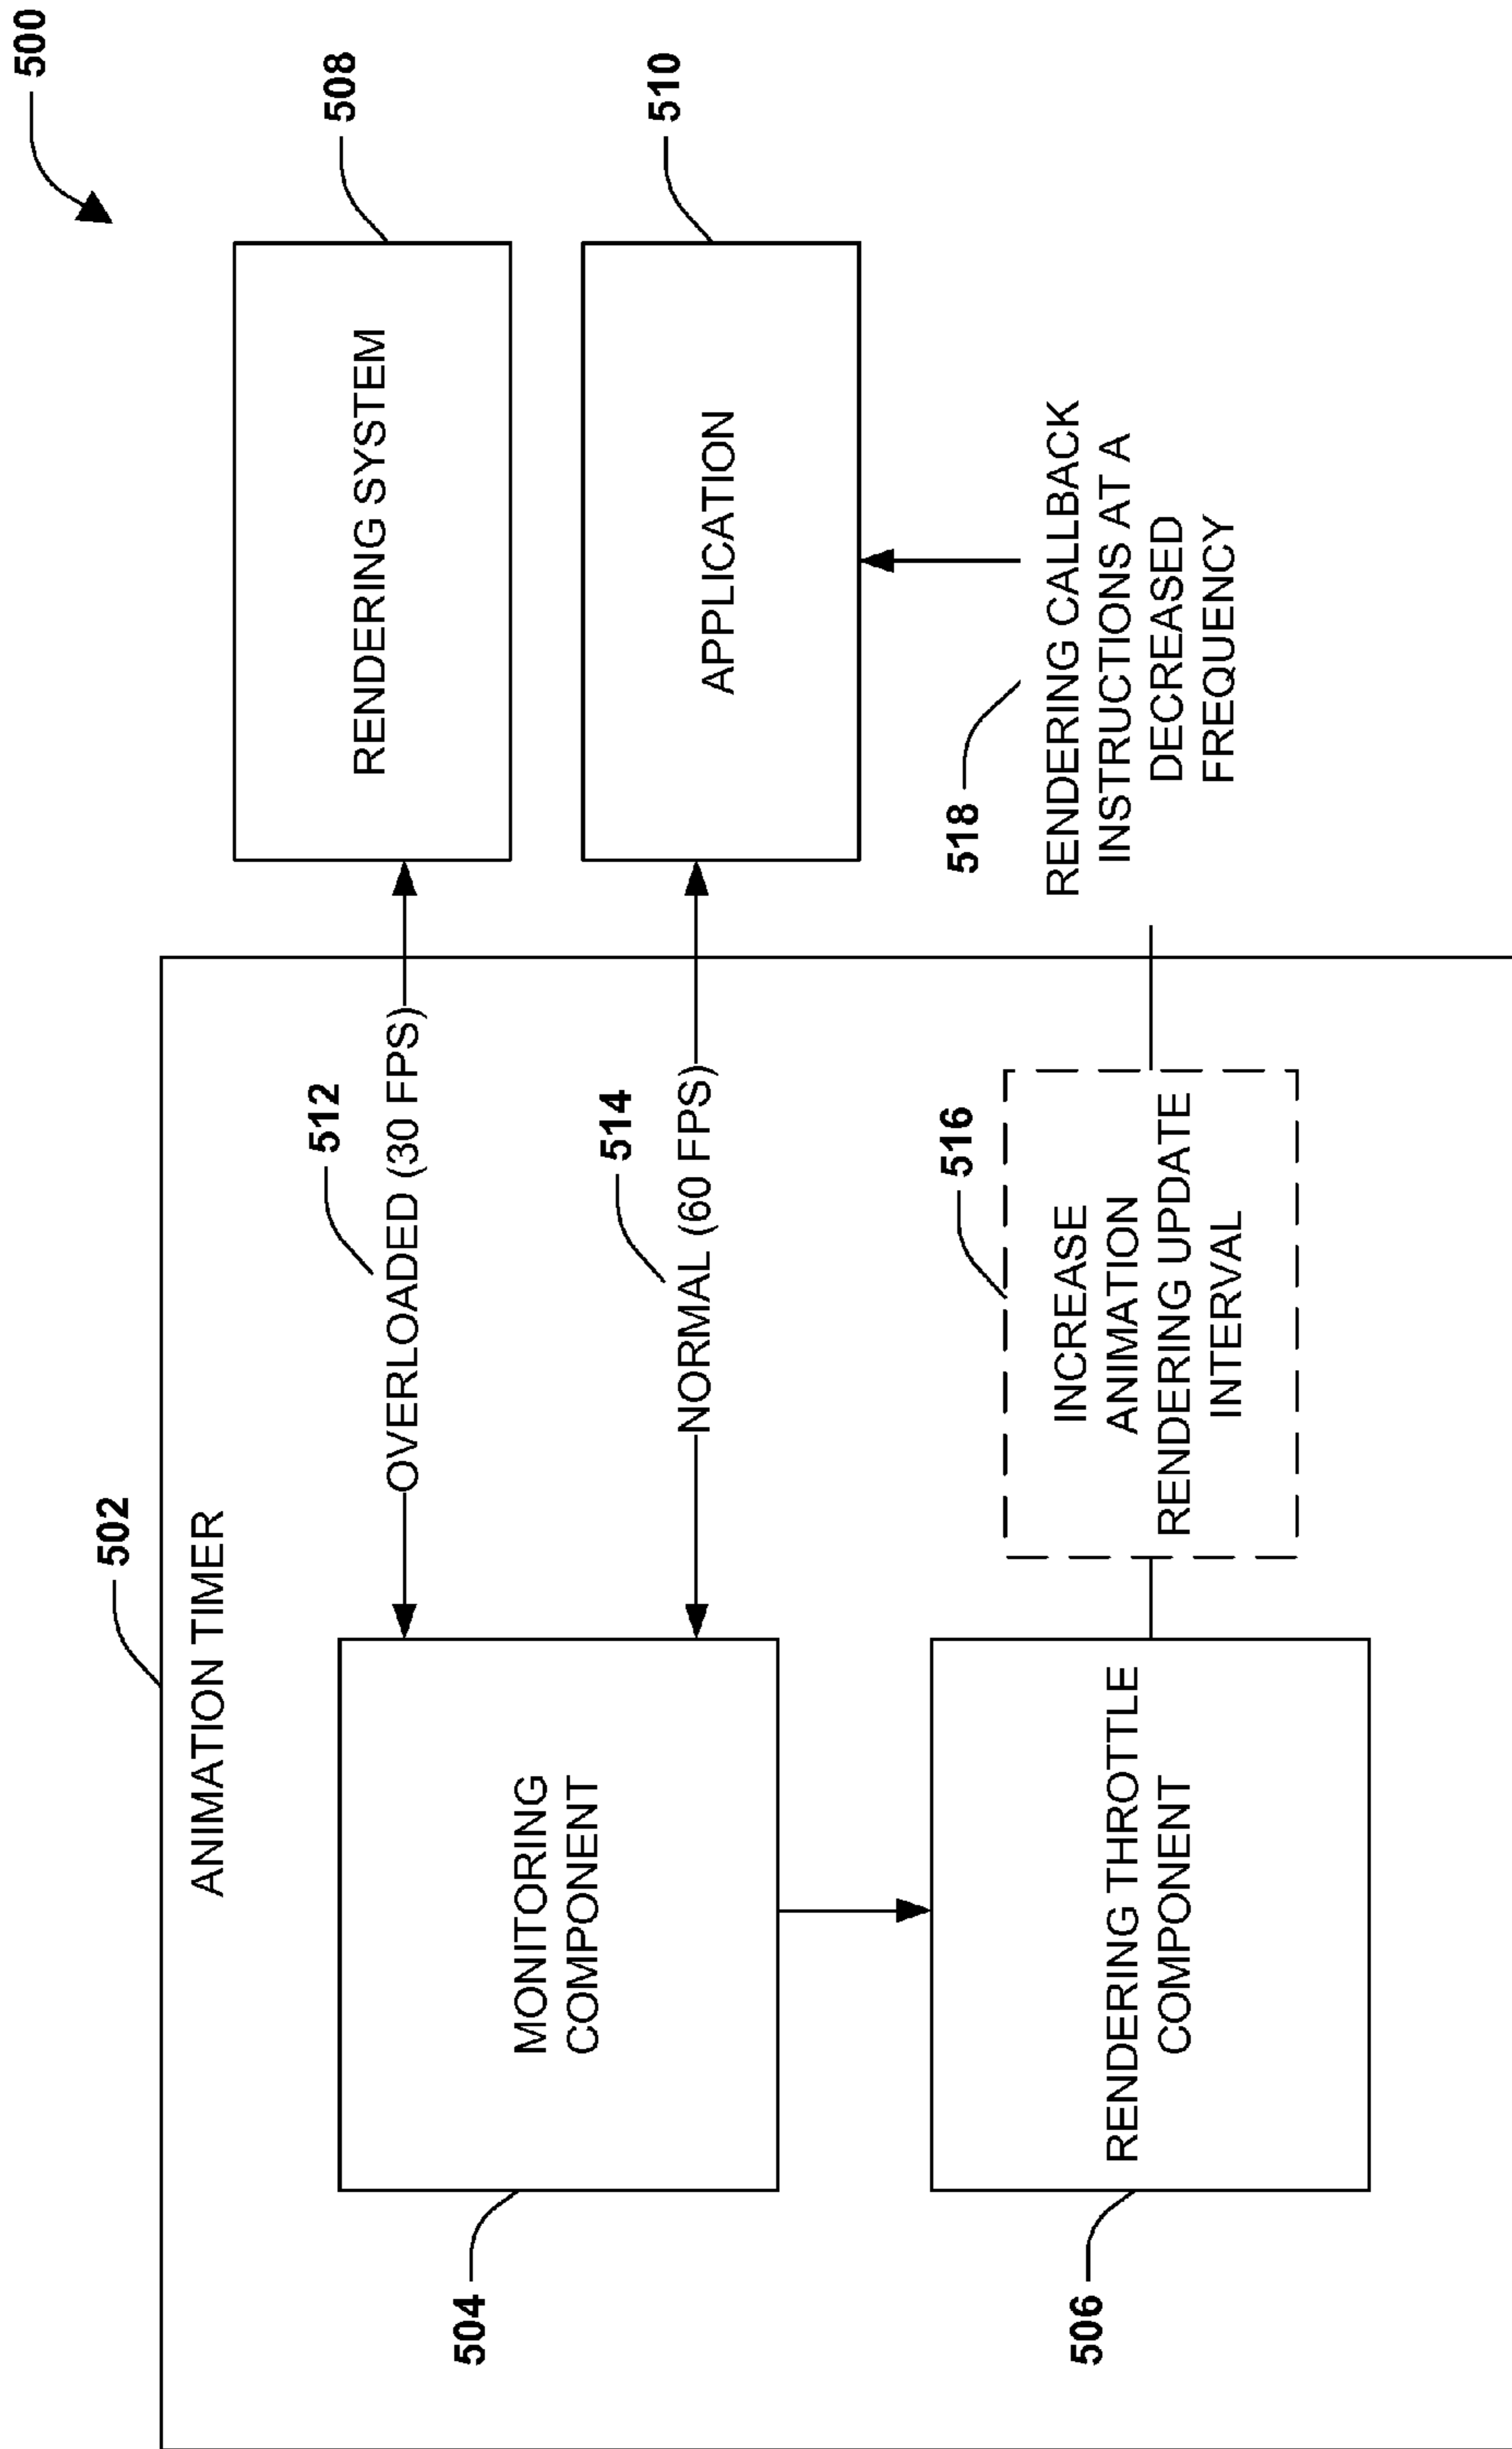 500
502
ANIMATION TIMER
504
MONITORING
COMPONENT
512
OVERLOADED (30 FPS)
508
RENDERING SYSTEM
514
NORMAL (60 FPS)
510
APPLICATION
506
RENDERING THROTTLE
COMPONENT
516
INCREASE
ANIMATION
RENDERING UPDATE
INTERVAL
518
RENDERING CALLBACK
INSTRUCTIONS AT A
DECREASED
FREQUENCY